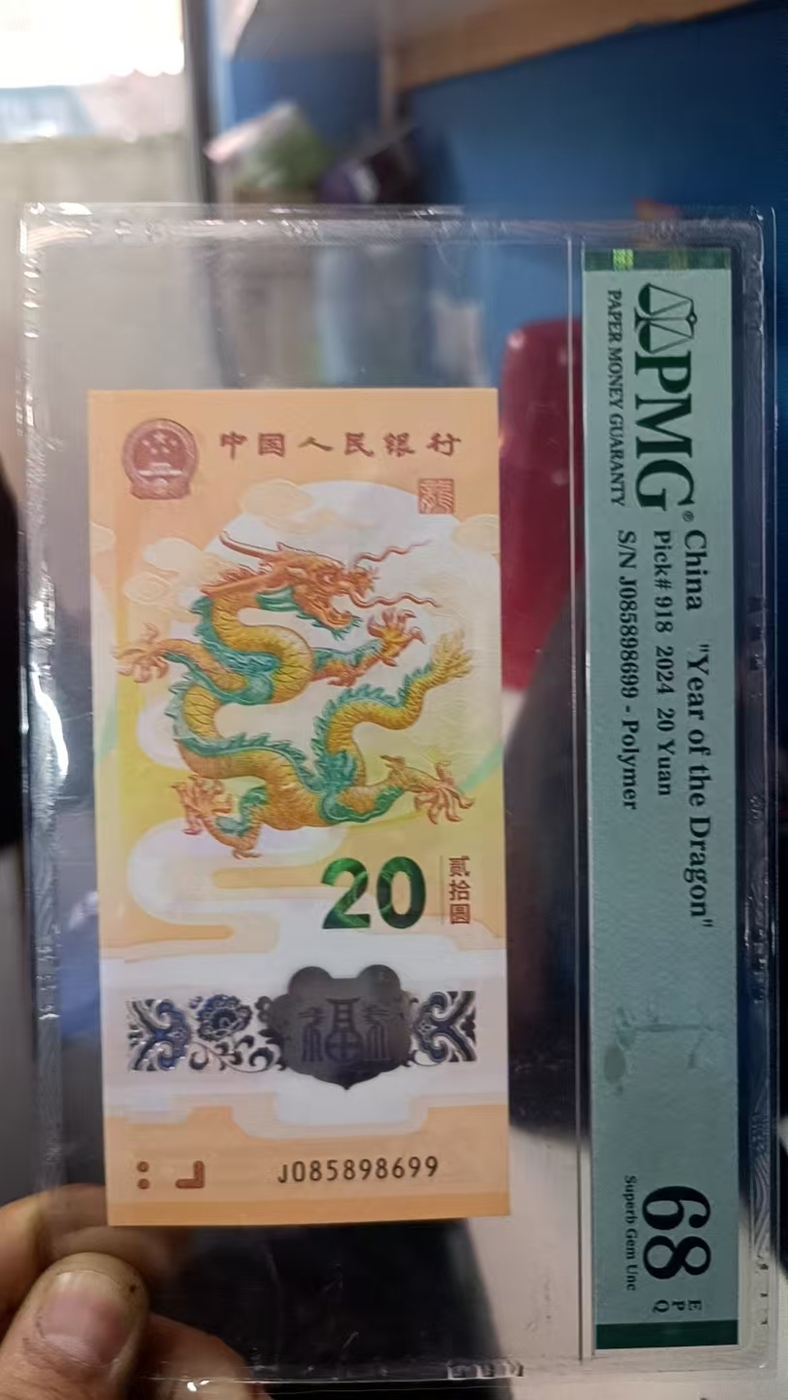 中国人民银行
龍
20
贰拾圆
福
J085898699
PMG®
PAPER MONEY GUARANTY
China "Year of the Dragon"
Pick# 918 2024 20 Yuan
S/N J085898699 - Polymer
68
EPQ
Superb Gem Unc